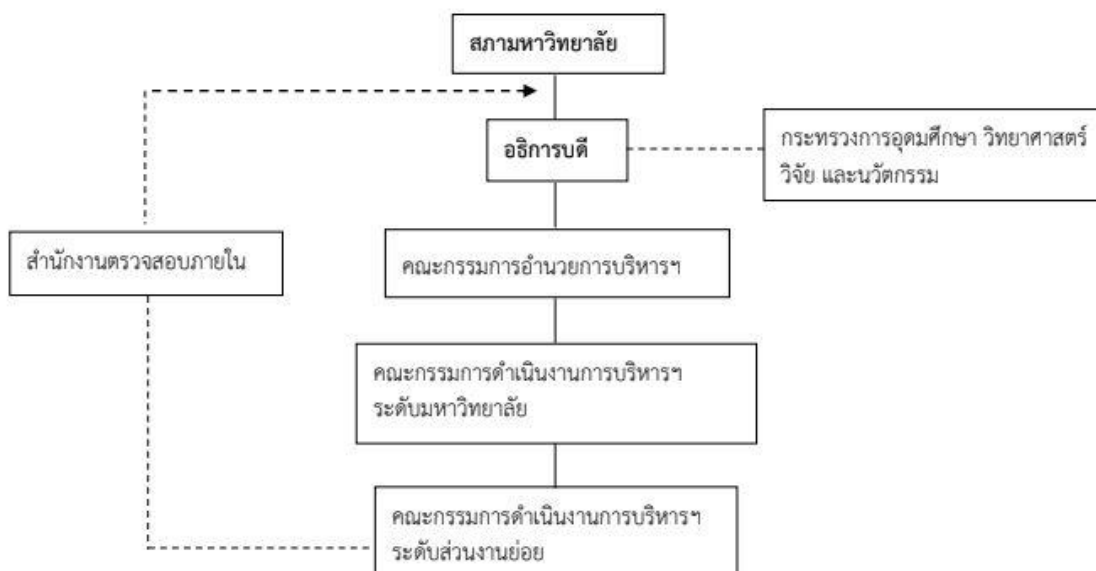 สภามหาวิทยาลัย
อธิการบดี
กระทรวงการอุดมศึกษา วิทยาศาสตร์
วิจัย และนวัตกรรม
สำนักงานตรวจสอบภายใน
คณะกรรมการอำนวยการบริหารฯ
คณะกรรมการดำเนินงานการบริหารฯ
ระดับมหาวิทยาลัย
คณะกรรมการดำเนินงานการบริหารฯ
ระดับส่วนงานย่อย